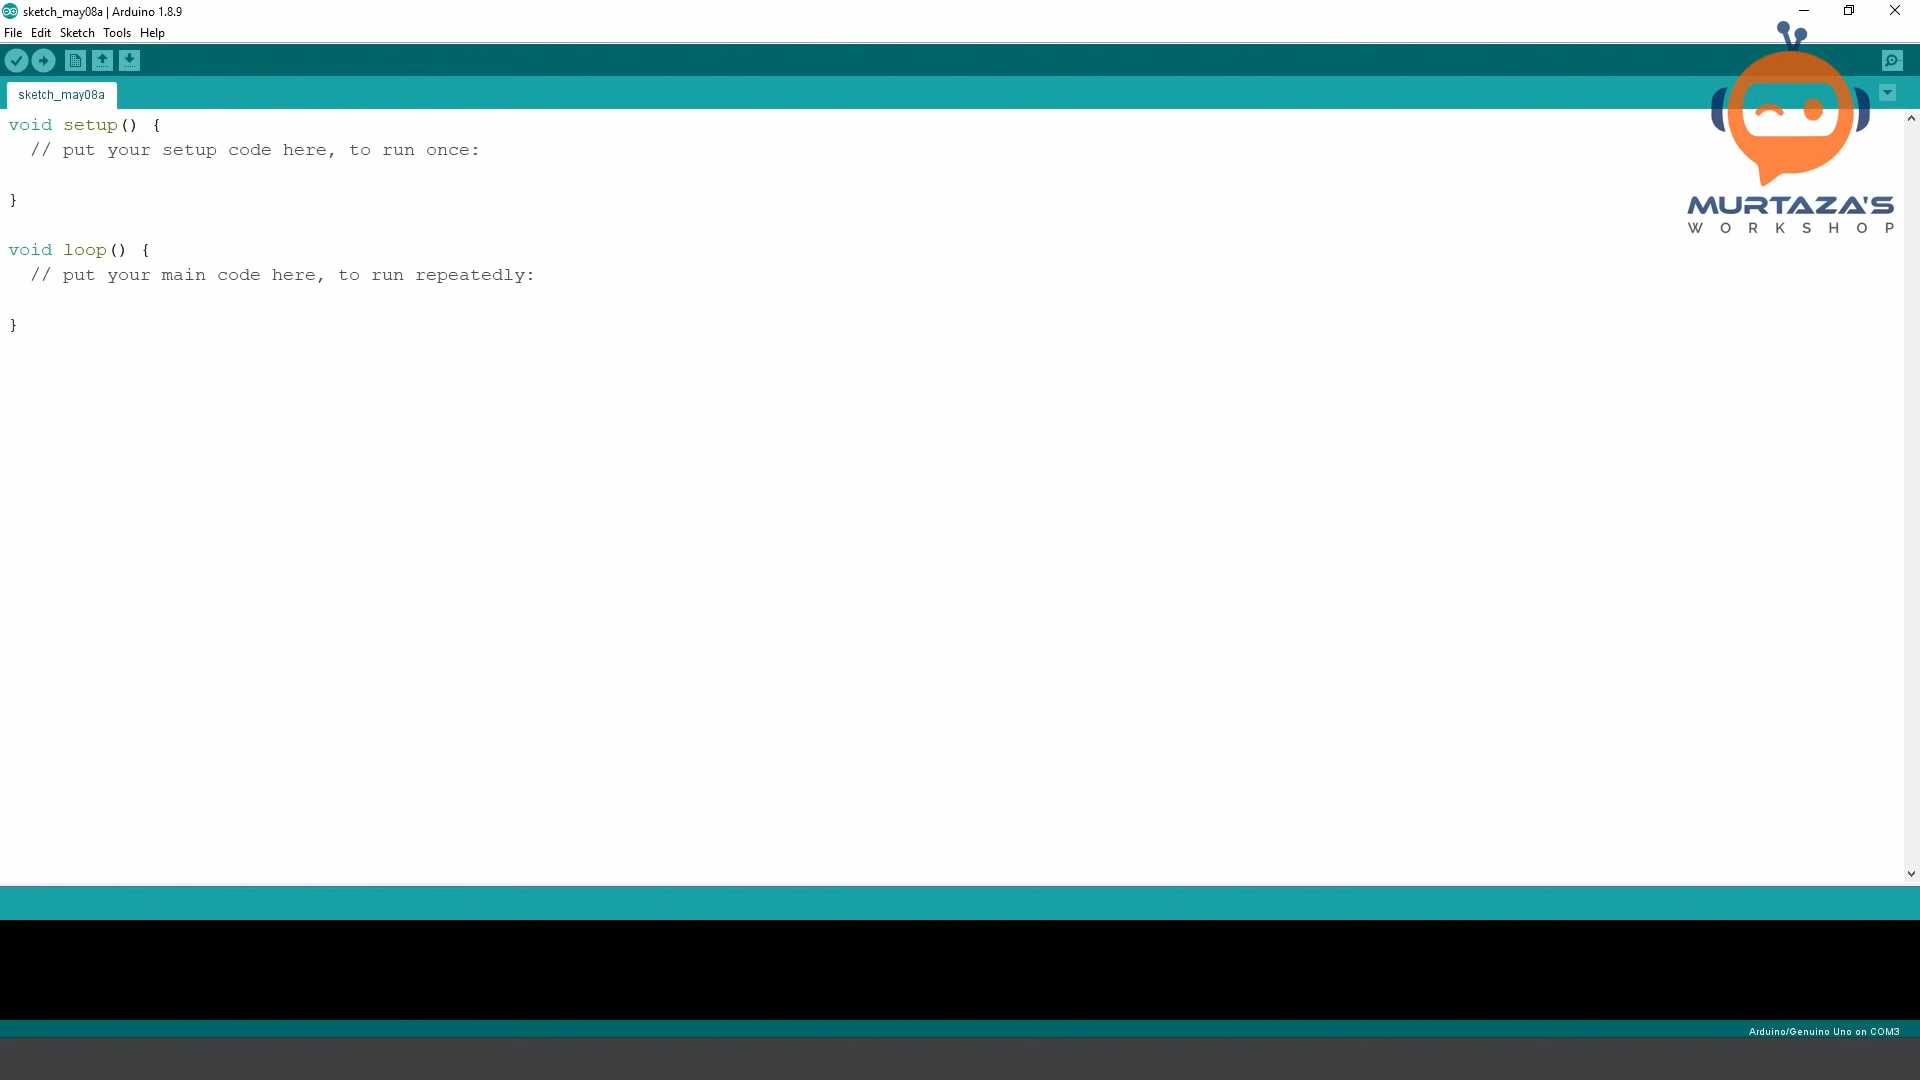 sketch_may08a | Arduino 1.8.9
File Edit Sketch Tools Help
sketch_may08a
void setup() {
  // put your setup code here, to run once:
}
void loop() {
  // put your main code here, to run repeatedly:
}
MURTAZA'S
WORKSHOP
Arduino/Genuino Uno on COM3